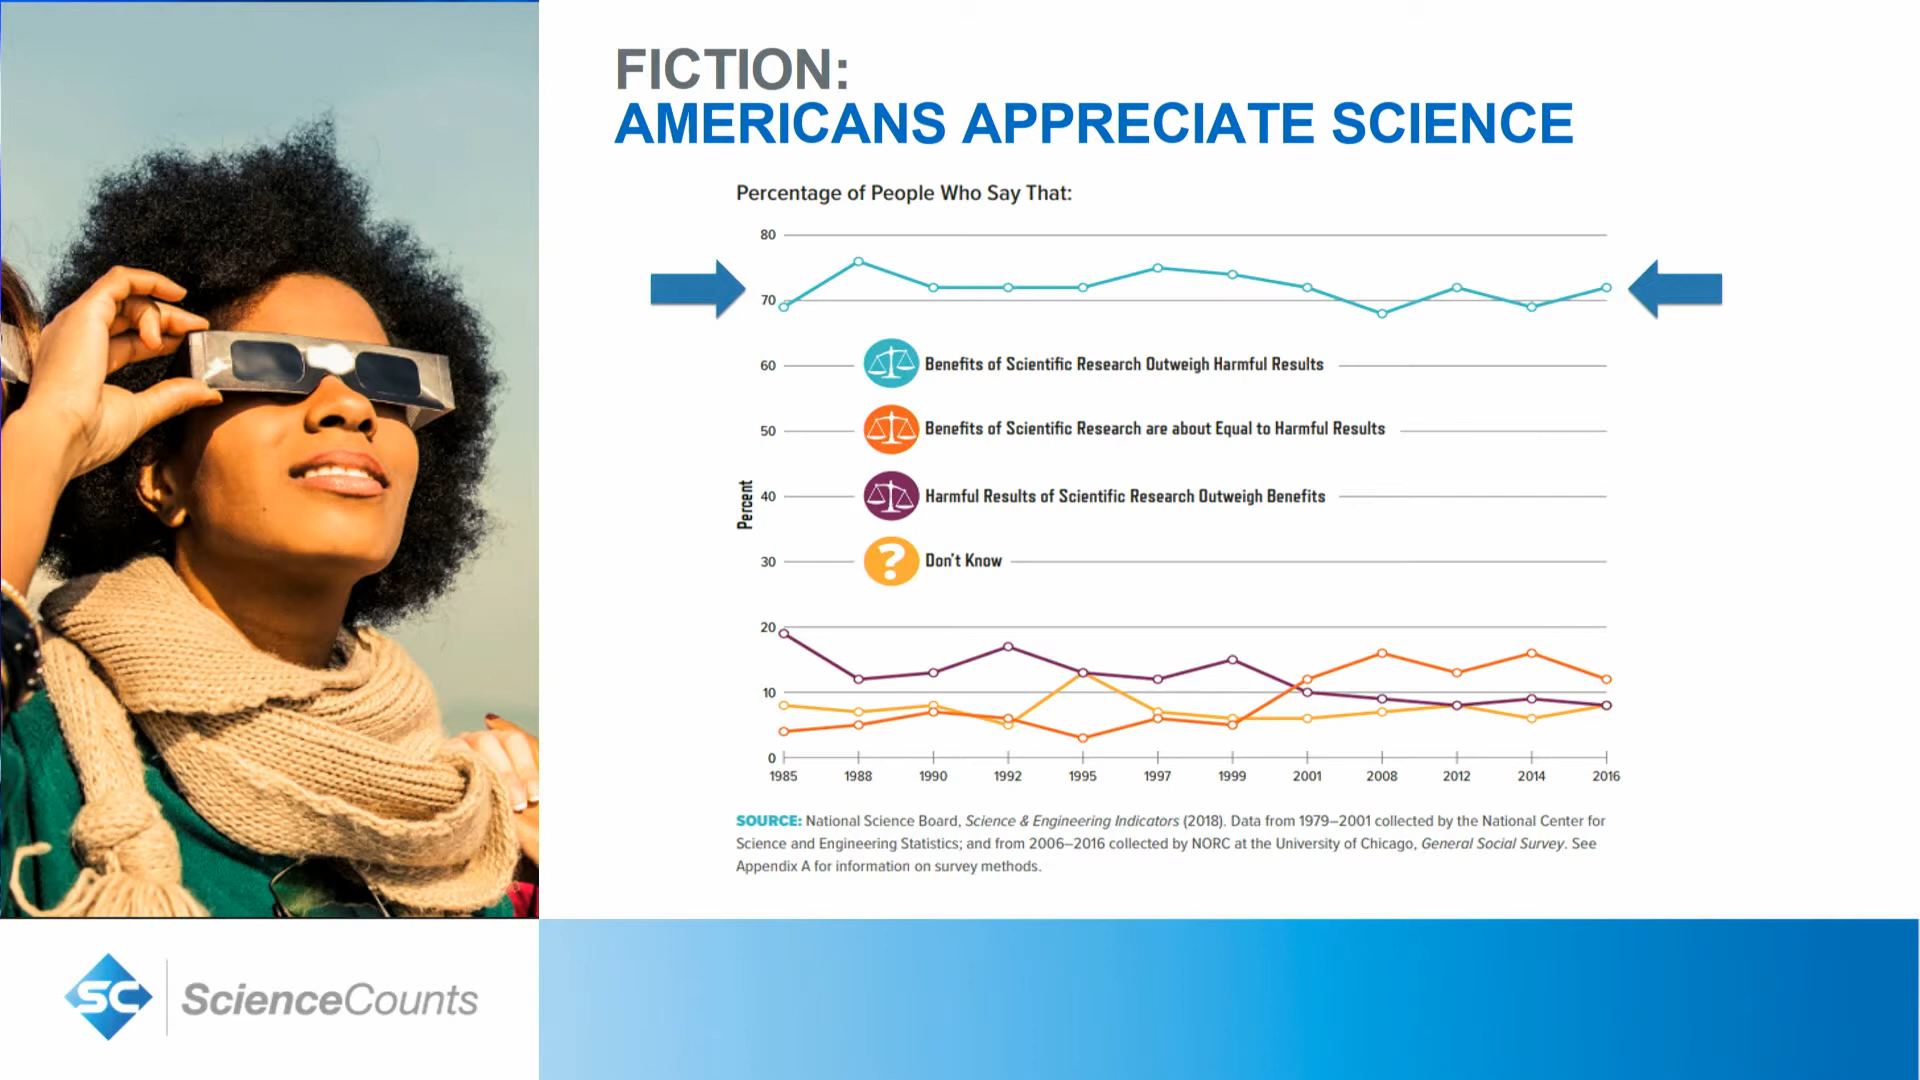 FICTION:
AMERICANS APPRECIATE SCIENCE
Percentage of People Who Say That:
80
70
60
Benefits of Scientific Research Outweigh Harmful Results
50
Benefits of Scientific Research are about Equal to Harmful Results
40
Harmful Results of Scientific Research Outweigh Benefits
Percent
30
? Don't Know
20
10
0
1985 1988 1990 1992 1995 1997 1999 2001 2008 2012 2014 2016
SOURCE: National Science Board, Science & Engineering Indicators (2018). Data from 1979–2001 collected by the National Center for
Science and Engineering Statistics; and from 2006–2016 collected by NORC at the University of Chicago, General Social Survey. See
Appendix A for information on survey methods.
SC ScienceCounts